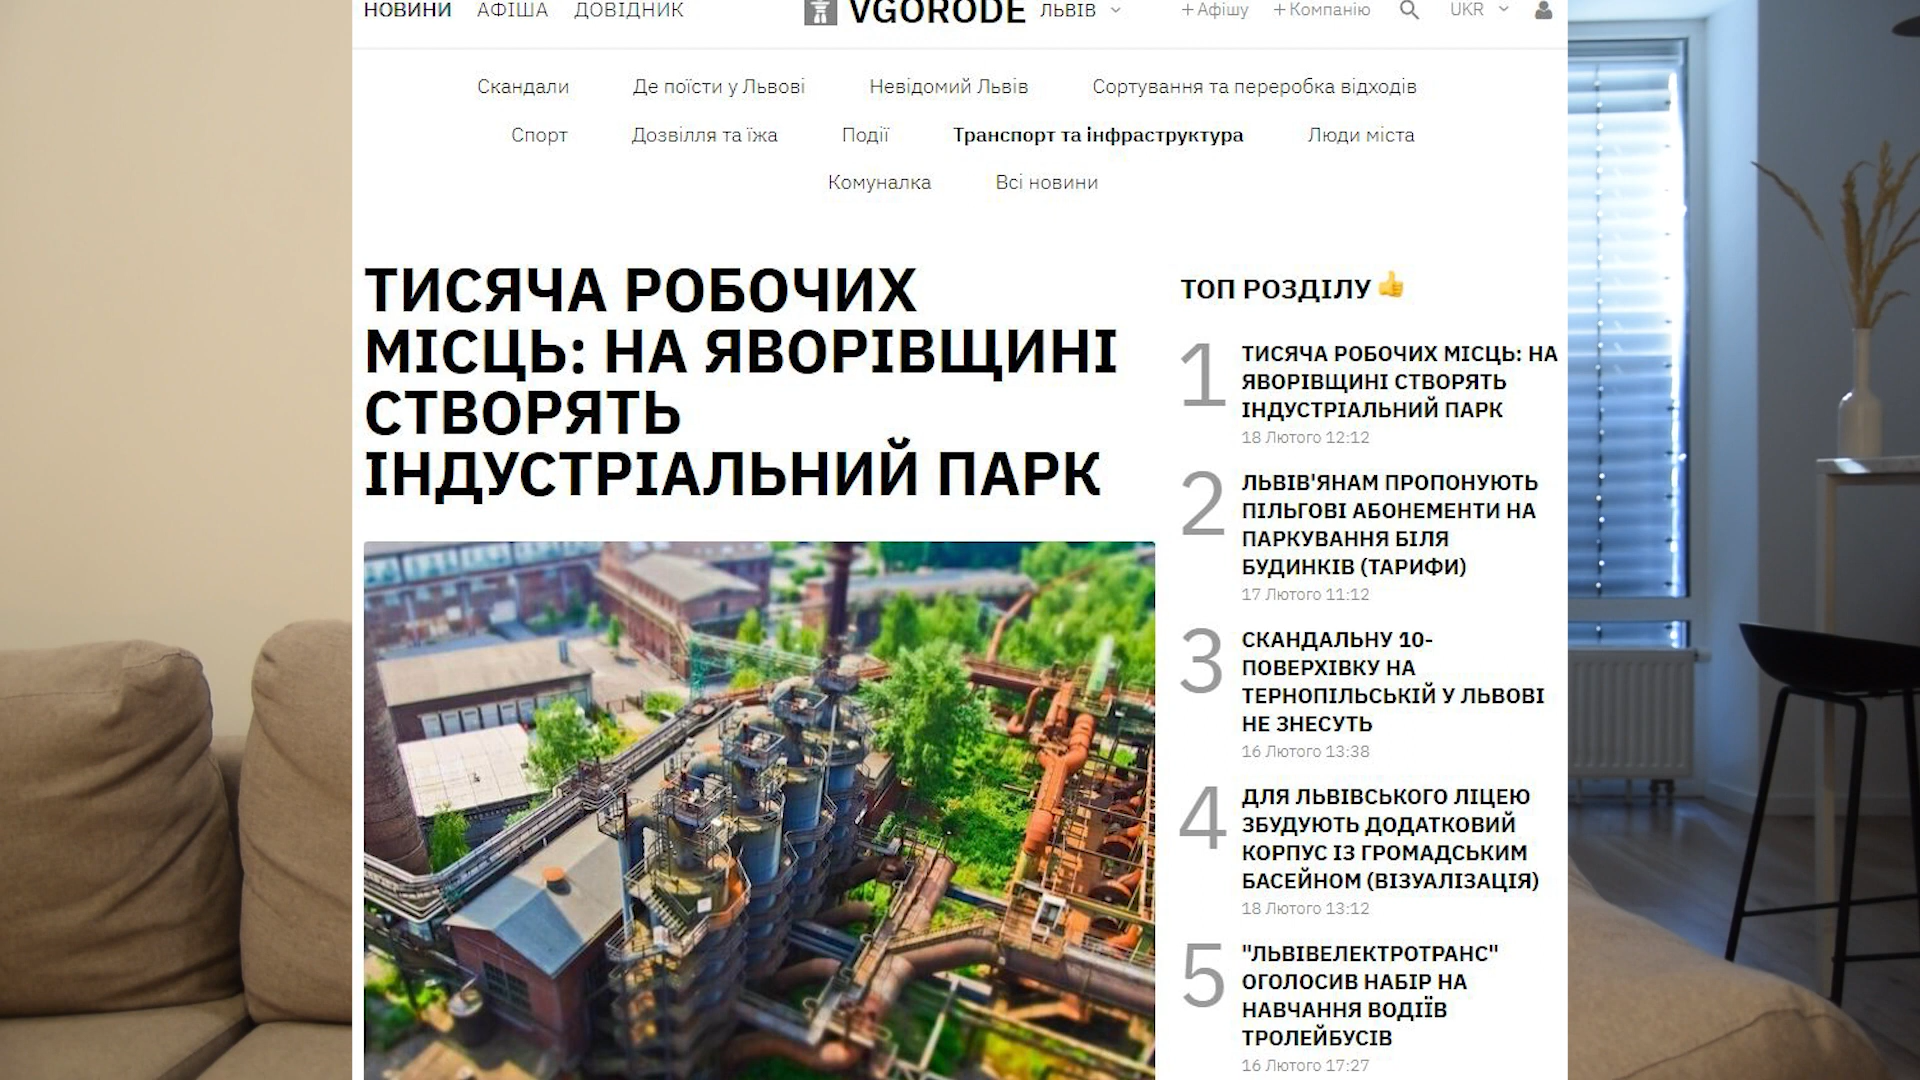 НОВИНИ АФІША ДОВІДНИК VGORODE ЛЬВІВ +Афішу +Компанію UKR
Скандали Де поїсти у Львові Невідомий Львів Сортування та переробка відходів
Спорт Дозвілля та їжа Події Транспорт та інфраструктура Люди міста
Комуналка Всі новини
ТИСЯЧА РОБОЧИХ
МІСЦЬ: НА ЯВОРІВЩИНІ
СТВОРЯТЬ
ІНДУСТРІАЛЬНИЙ ПАРК
ТОП РОЗДІЛУ
1
ТИСЯЧА РОБОЧИХ МІСЦЬ: НА
ЯВОРІВЩИНІ СТВОРЯТЬ
ІНДУСТРІАЛЬНИЙ ПАРК
18 Лютого 12:12
2
ЛЬВІВ'ЯНАМ ПРОПОНУЮТЬ
ПІЛЬГОВІ АБОНЕМЕНТИ НА
ПАРКУВАННЯ БІЛЯ
БУДИНКІВ (ТАРИФИ)
17 Лютого 11:12
3
СКАНДАЛЬНУ 10-
ПОВЕРХІВКУ НА
ТЕРНОПІЛЬСЬКІЙ У ЛЬВОВІ
НЕ ЗНЕСУТЬ
16 Лютого 13:38
4
ДЛЯ ЛЬВІВСЬКОГО ЛІЦЕЮ
ЗБУДУЮТЬ ДОДАТКОВИЙ
КОРПУС ІЗ ГРОМАДСЬКИМ
БАСЕЙНОМ (ВІЗУАЛІЗАЦІЯ)
18 Лютого 13:12
5
"ЛЬВІВЕЛЕКТРОТРАНС"
ОГОЛОСИВ НАБІР НА
НАВЧАННЯ ВОДІЇВ
ТРОЛЕЙБУСІВ
16 Лютого 17:27